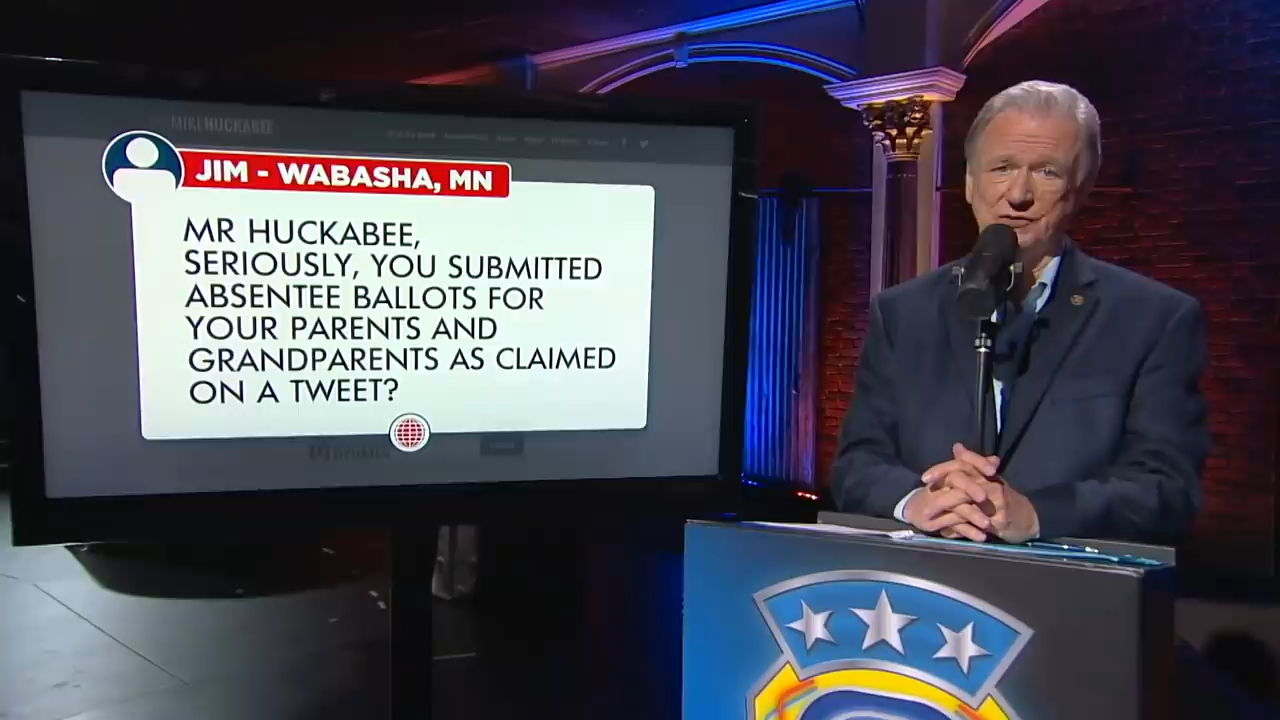 MIKE HUCKABEE
JIM - WABASHA, MN
MR HUCKABEE,
SERIOUSLY, YOU SUBMITTED
ABSENTEE BALLOTS FOR
YOUR PARENTS AND
GRANDPARENTS AS CLAIMED
ON A TWEET?